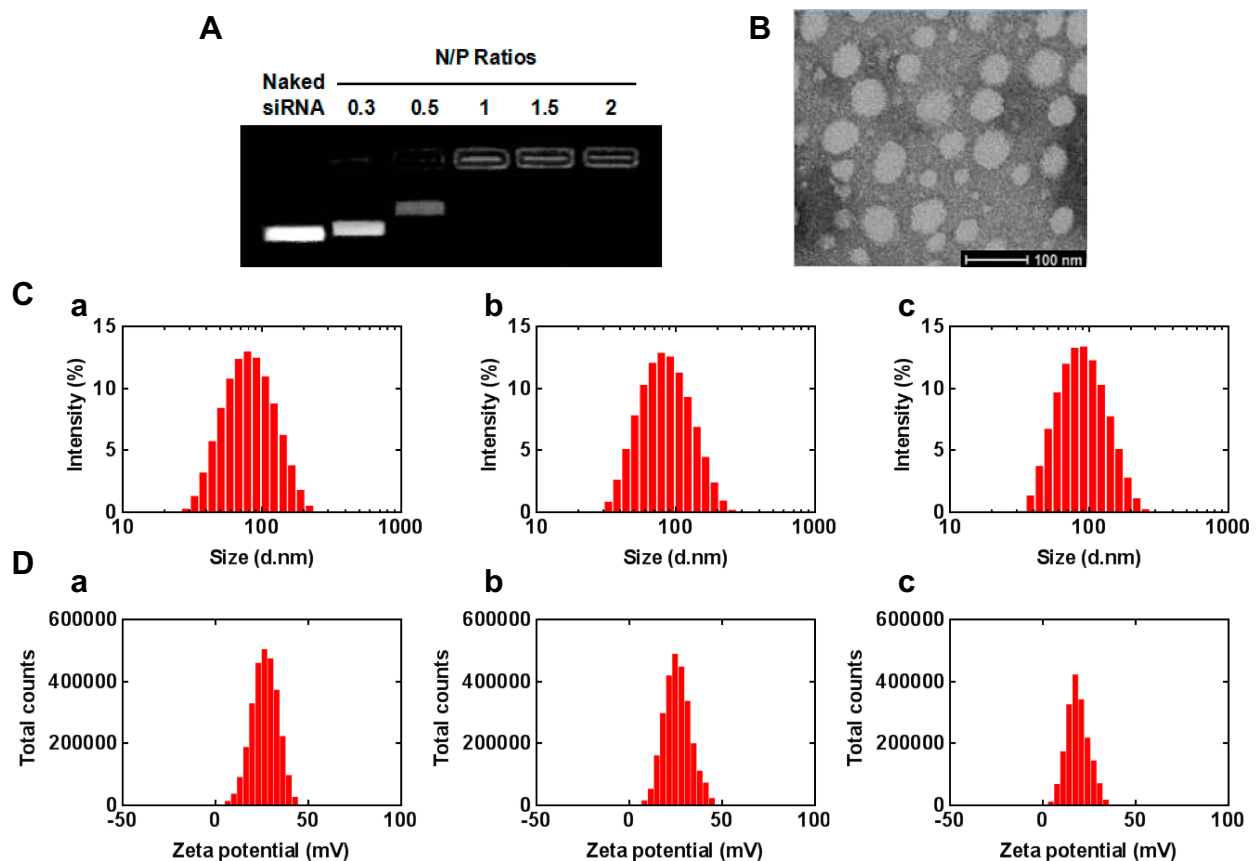 A
B
N/P Ratios
Naked
siRNA 0.3 0.5 1 1.5 2
100 nm
C
a
b
c
15
10
5
0
Intensity (%)
10 100 1000
Size (d.nm)
15
10
5
0
Intensity (%)
10 100 1000
Size (d.nm)
15
10
5
0
Intensity (%)
10 100 1000
Size (d.nm)
D
a
b
c
600000
400000
200000
0
Total counts
-50 0 50 100
Zeta potential (mV)
600000
400000
200000
0
Total counts
-50 0 50 100
Zeta potential (mV)
600000
400000
200000
0
Total counts
-50 0 50 100
Zeta potential (mV)